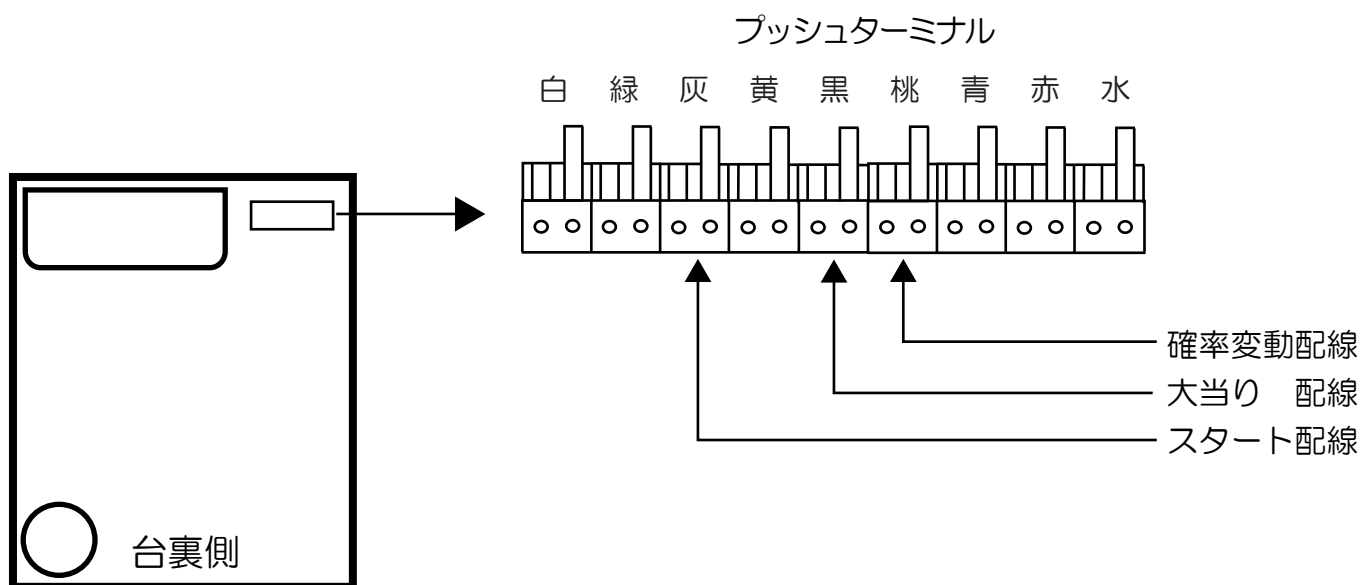 プッシュターミナル
白 緑 灰 黄 黒 桃 青 赤 水
確率変動配線
大当り　配線
スタート配線
台裏側